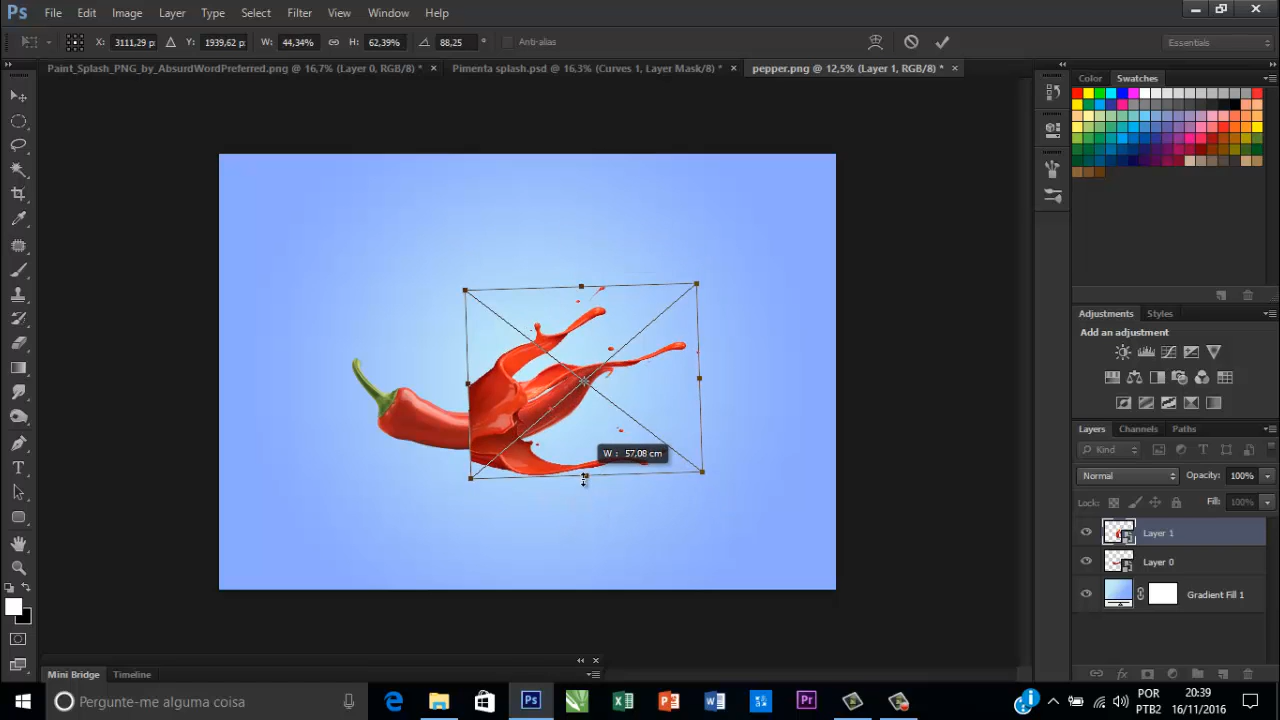 Ps File Edit Image Layer Type Select Filter View Window Help
X: 3111,29 p Y: 1939,62 p W: 44,34% H: 62,39% 88,25 ° Anti-alias Essentials
Paint_Splash_PNG_by_AbsurdWordPreferred.png @ 16,7% (Layer 0, RGB/8) * × Pimenta splash.psd @ 16,3% (Curves 1, Layer Mask/8) * × pepper.png @ 12,5% (Layer 1, RGB/8) * ×
Color Swatches
Adjustments Styles
Add an adjustment
Layers Channels Paths
Kind
Normal Opacity: 100%
Lock: Fill: 100%
W : 57,08 cm
Layer 1
Layer 0
Gradient Fill 1
Mini Bridge Timeline
Pergunte-me alguma coisa
POR 20:39
PTB2 16/11/2016